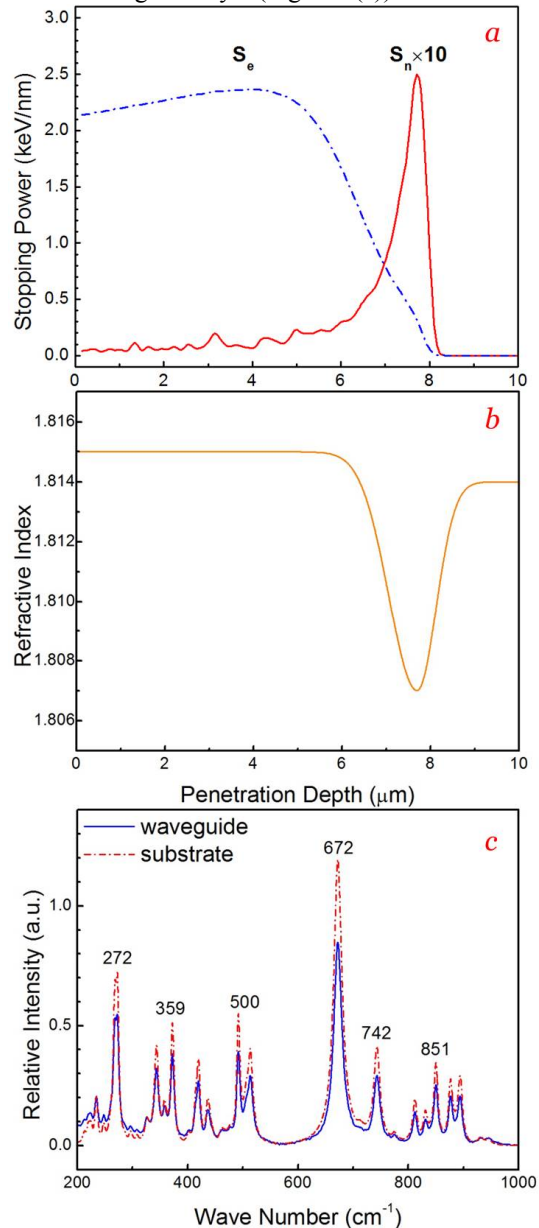 a
S_e
S_n×10
3.0
2.5
2.0
1.5
1.0
0.5
0.0
Stopping Power (keV/nm)
0 2 4 6 8 10
b
1.816
1.814
1.812
1.810
1.808
1.806
Refractive Index
0 2 4 6 8 10
Penetration Depth (μm)
waveguide
substrate
c
672
272
359
500
742
851
1.0
0.5
0.0
Relative Intensity (a.u.)
200 400 600 800 1000
Wave Number (cm⁻¹)